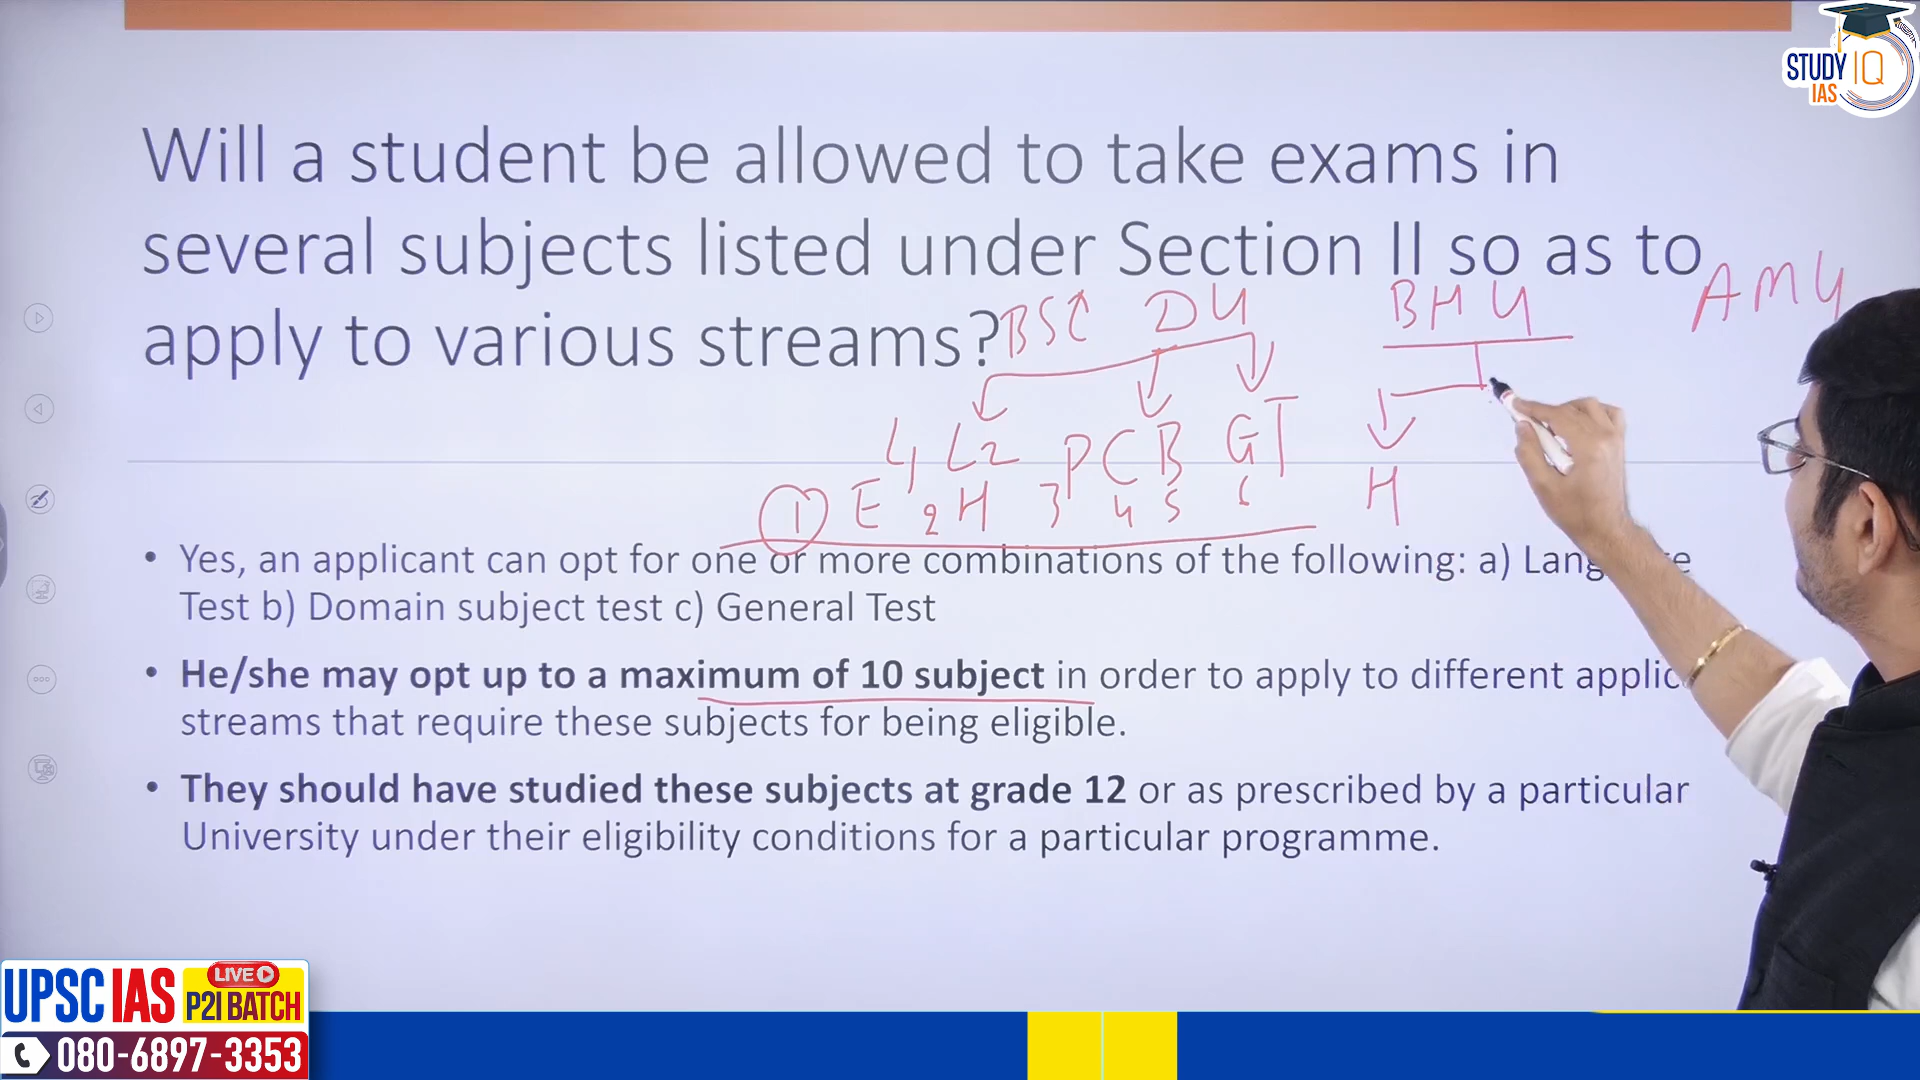 STUDY IQ
IAS
Will a student be allowed to take exams in
several subjects listed under Section II so as to
apply to various streams?
BSC DU BHU AMU
L1 L2 P C B GT
1 E 2 H 3 4 5 6 H
• Yes, an applicant can opt for one or more combinations of the following: a)
Test b) Domain subject test c) General Test
• He/she may opt up to a maximum of 10 subject in order to apply to different
streams that require these subjects for being eligible.
• They should have studied these subjects at grade 12 or as prescribed by a particular
University under their eligibility conditions for a particular programme.
UPSC IAS LIVE
P2I BATCH
080-6897-3353